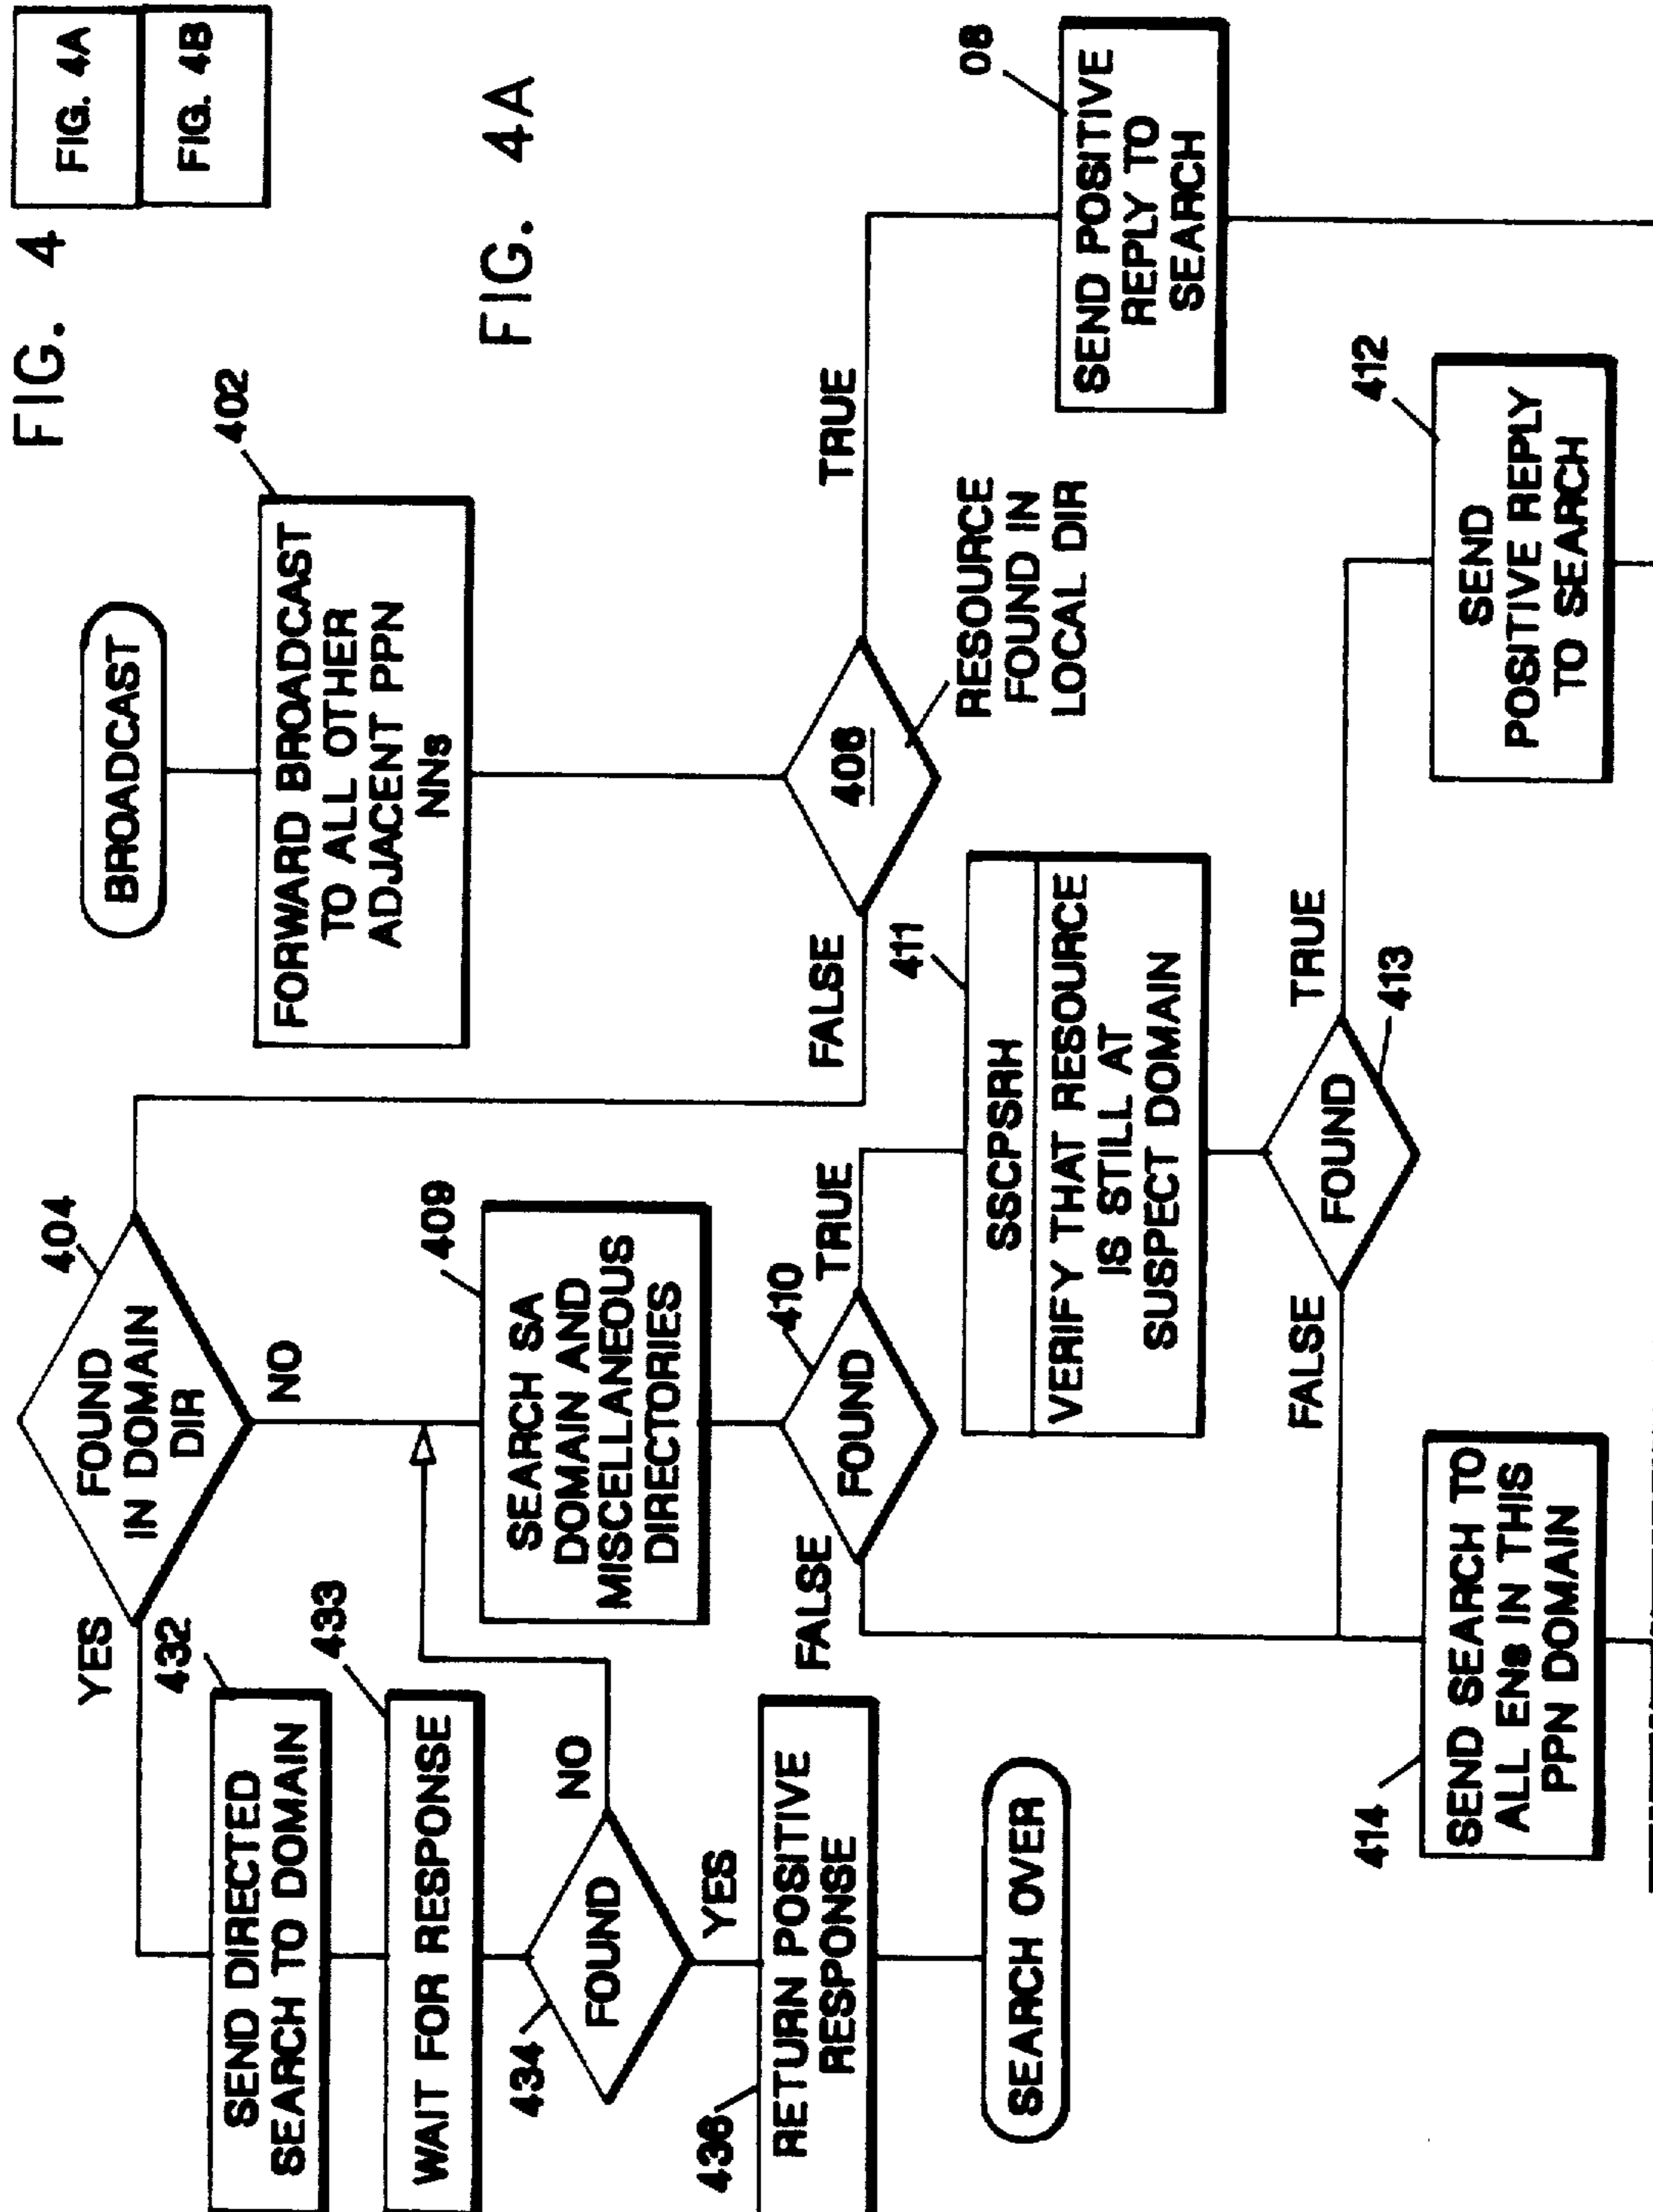 FIG. 4
FIG. 4A
FIG. 4B
FIG. 4A
BROADCAST
402
FORWARD BROADCAST
TO ALL OTHER
ADJACENT PPN
NNs
406
RESOURCE
FOUND IN
LOCAL DIR
TRUE
FALSE
08
SEND POSITIVE
REPLY TO
SEARCH
404
FOUND
IN DOMAIN
DIR
YES
NO
432
SEND DIRECTED
SEARCH TO DOMAIN
433
WAIT FOR RESPONSE
434
FOUND
NO
YES
436
RETURN POSITIVE
RESPONSE
SEARCH OVER
409
SEARCH SA
DOMAIN AND
MISCELLANEOUS
DIRECTORIES
410
FOUND
TRUE
FALSE
411
SSCPSRH
VERIFY THAT RESOURCE
IS STILL AT
SUSPECT DOMAIN
413
FOUND
TRUE
FALSE
412
SEND
POSITIVE REPLY
TO SEARCH
414
SEND SEARCH TO
ALL ENs IN THIS
PPN DOMAIN